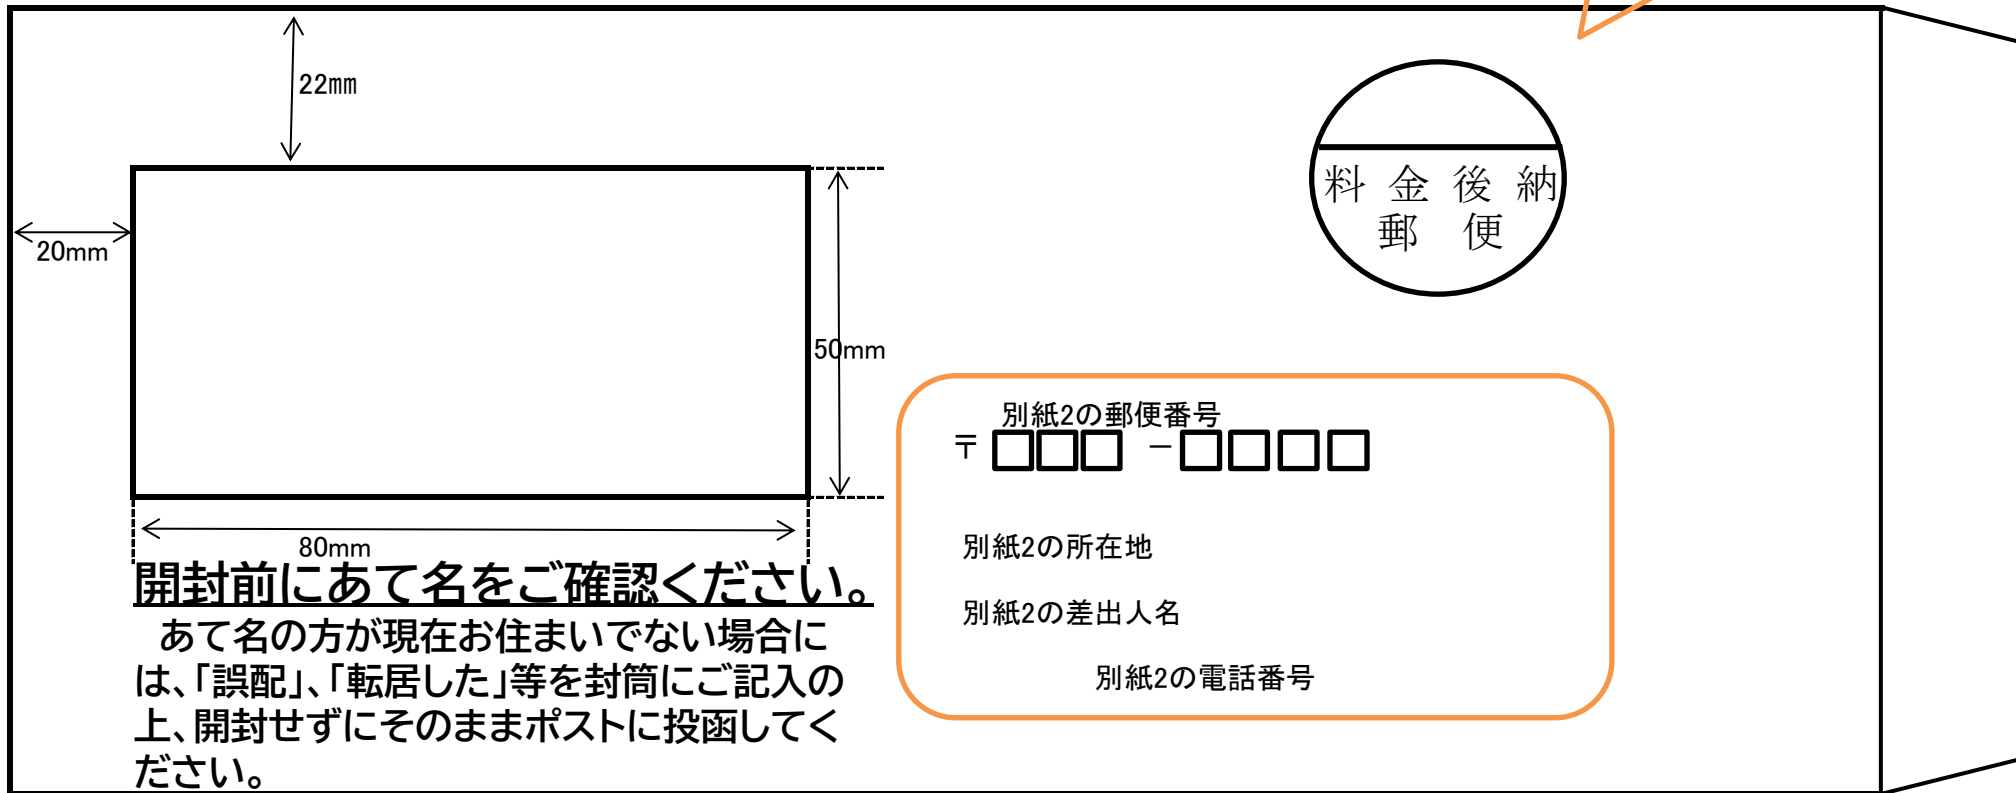 22mm
20mm
50mm
80mm
料金後納
郵便
別紙2の郵便番号
〒□□□－□□□□
別紙2の所在地
別紙2の差出人名
別紙2の電話番号
開封前にあて名をご確認ください。
あて名の方が現在お住まいでない場合に
は、「誤配」、「転居した」等を封筒にご記入の
上、開封せずにそのままポストに投函してく
ださい。